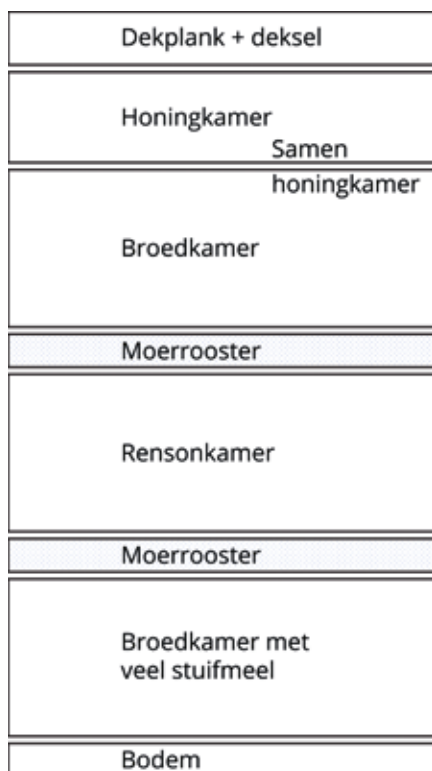 Dekplank + deksel
Honingkamer
Samen
honingkamer
Broedkamer
Moerrooster
Rensonkamer
Moerrooster
Broedkamer met
veel stuifmeel
Bodem